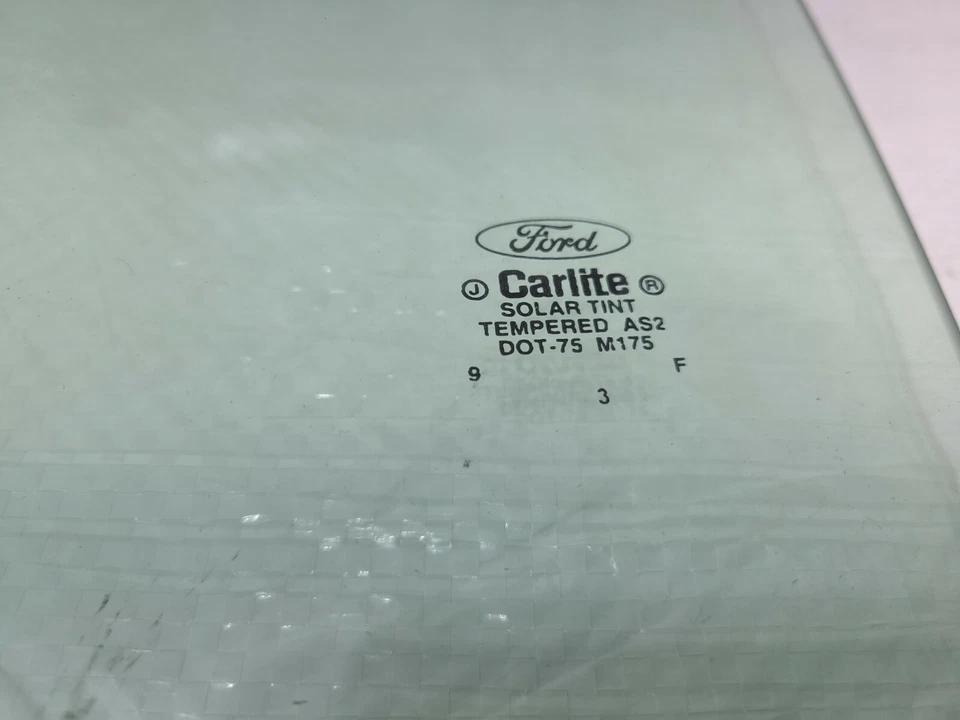 Ford
J Carlite R
SOLAR TINT
TEMPERED AS2
DOT-75 M175
9 F
3